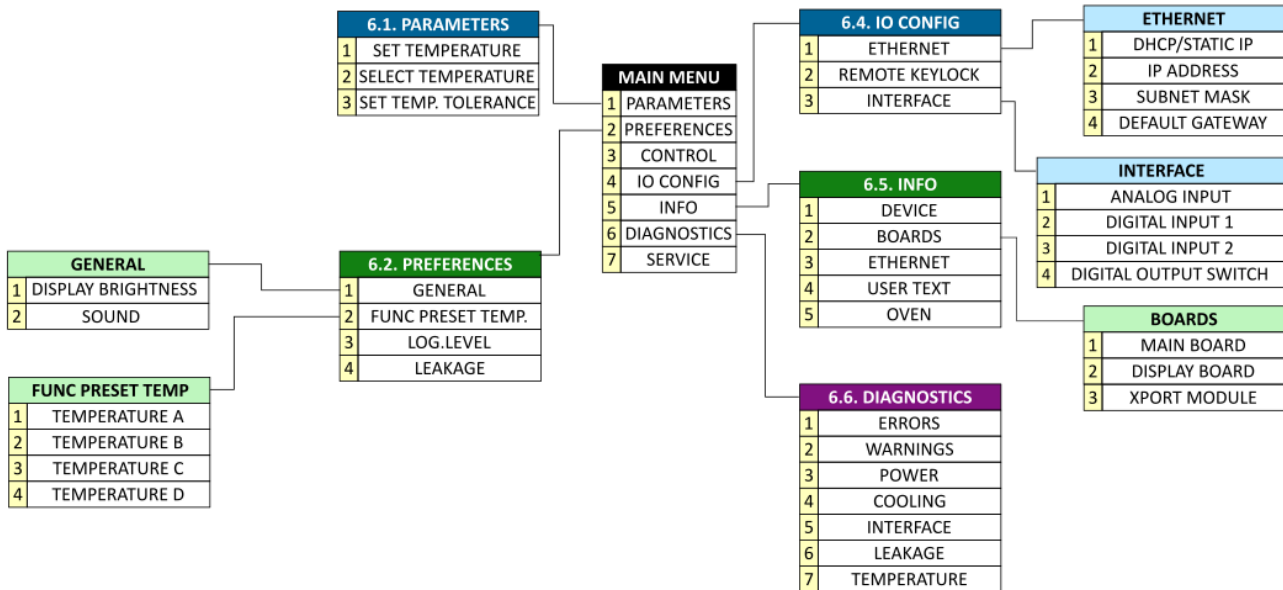 6.1. PARAMETERS
1 SET TEMPERATURE
2 SELECT TEMPERATURE
3 SET TEMP. TOLERANCE
MAIN MENU
1 PARAMETERS
2 PREFERENCES
3 CONTROL
4 IO CONFIG
5 INFO
6 DIAGNOSTICS
7 SERVICE
6.4. IO CONFIG
1 ETHERNET
2 REMOTE KEYLOCK
3 INTERFACE
ETHERNET
1 DHCP/STATIC IP
2 IP ADDRESS
3 SUBNET MASK
4 DEFAULT GATEWAY
INTERFACE
1 ANALOG INPUT
2 DIGITAL INPUT 1
3 DIGITAL INPUT 2
4 DIGITAL OUTPUT SWITCH
GENERAL
1 DISPLAY BRIGHTNESS
2 SOUND
6.2. PREFERENCES
1 GENERAL
2 FUNC PRESET TEMP.
3 LOG.LEVEL
4 LEAKAGE
FUNC PRESET TEMP
1 TEMPERATURE A
2 TEMPERATURE B
3 TEMPERATURE C
4 TEMPERATURE D
6.5. INFO
1 DEVICE
2 BOARDS
3 ETHERNET
4 USER TEXT
5 OVEN
BOARDS
1 MAIN BOARD
2 DISPLAY BOARD
3 XPORT MODULE
6.6. DIAGNOSTICS
1 ERRORS
2 WARNINGS
3 POWER
4 COOLING
5 INTERFACE
6 LEAKAGE
7 TEMPERATURE